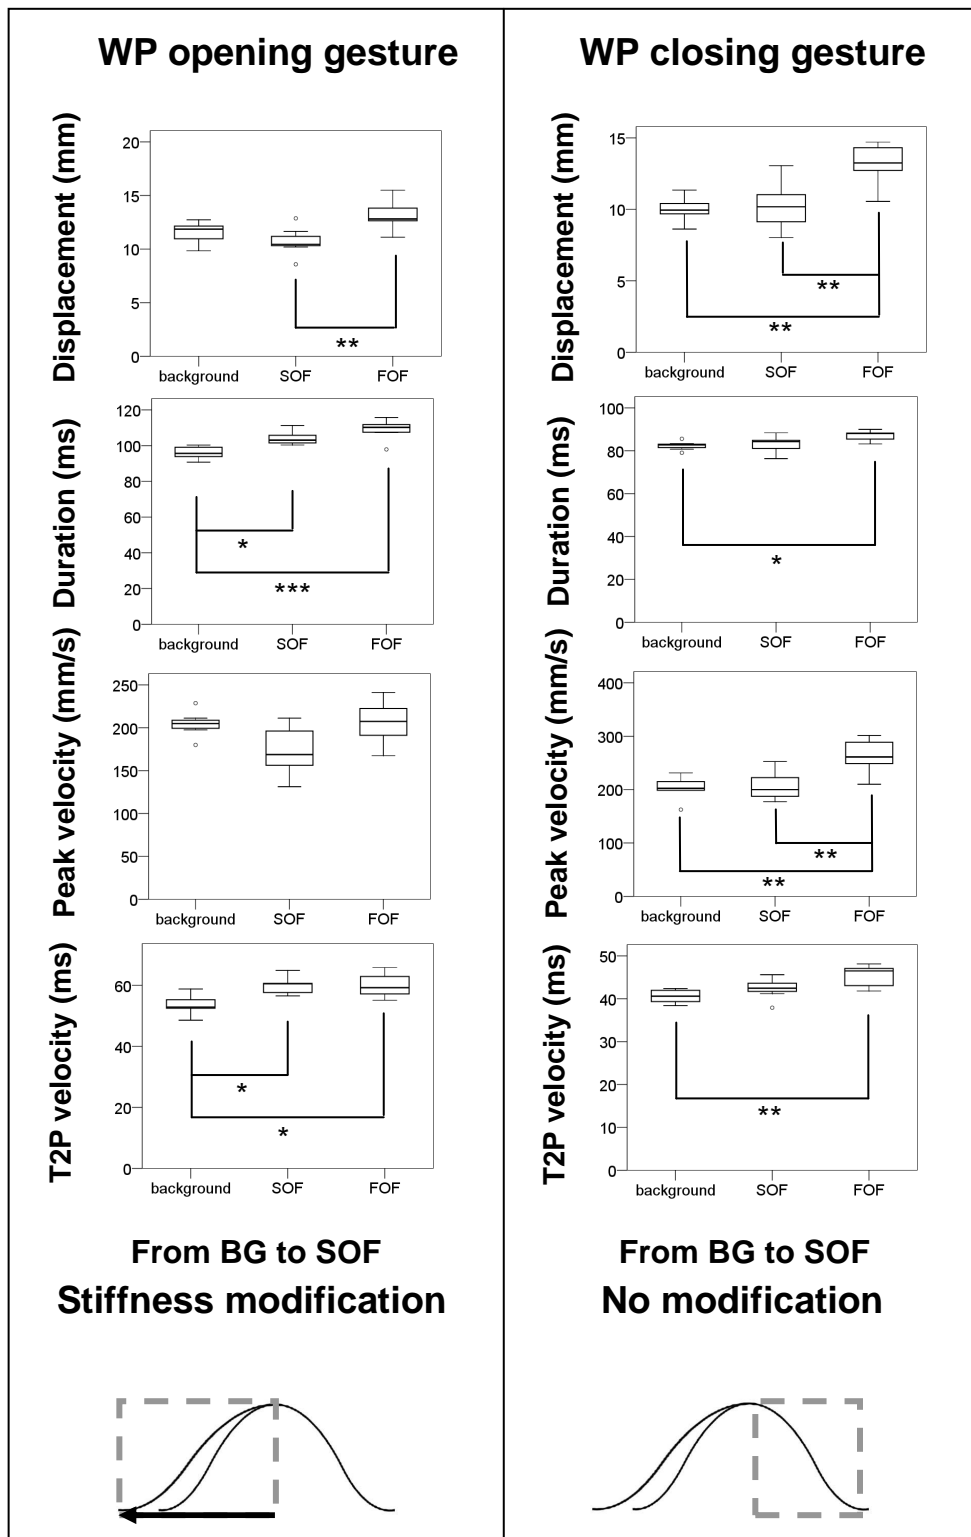 WP opening gesture
Displacement (mm)
20
15
10
5
0
background SOF FOF
**
Duration (ms)
120
100
80
60
40
20
0
background SOF FOF
*
***
Peak velocity (mm/s)
250
200
150
100
50
0
background SOF FOF
T2P velocity (ms)
60
40
20
0
background SOF FOF
*
*
From BG to SOF
Stiffness modification
WP closing gesture
Displacement (mm)
15
10
5
0
background SOF FOF
**
**
Duration (ms)
100
80
60
40
20
0
background SOF FOF
*
Peak velocity (mm/s)
400
300
200
100
0
background SOF FOF
**
**
T2P velocity (ms)
50
40
30
20
10
0
background SOF FOF
**
From BG to SOF
No modification